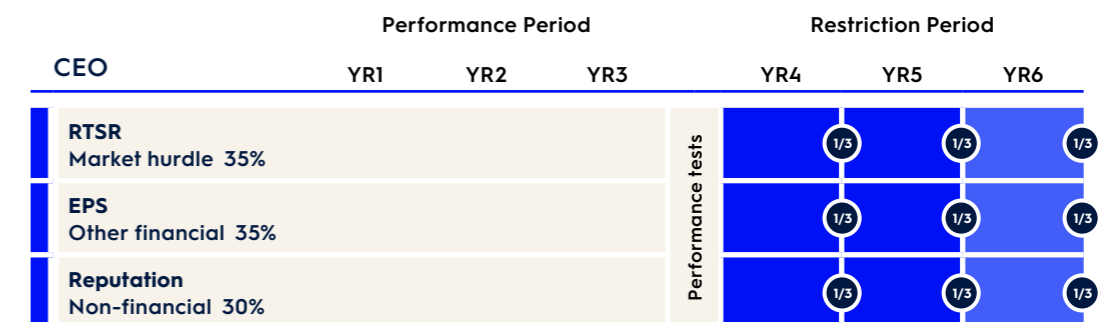 Performance Period Restriction Period
CEO YR1 YR2 YR3 YR4 YR5 YR6
RTSR
Market hurdle 35%
1/3 1/3 1/3
EPS
Other financial 35%
1/3 1/3 1/3
Reputation
Non-financial 30%
1/3 1/3 1/3
Performance tests